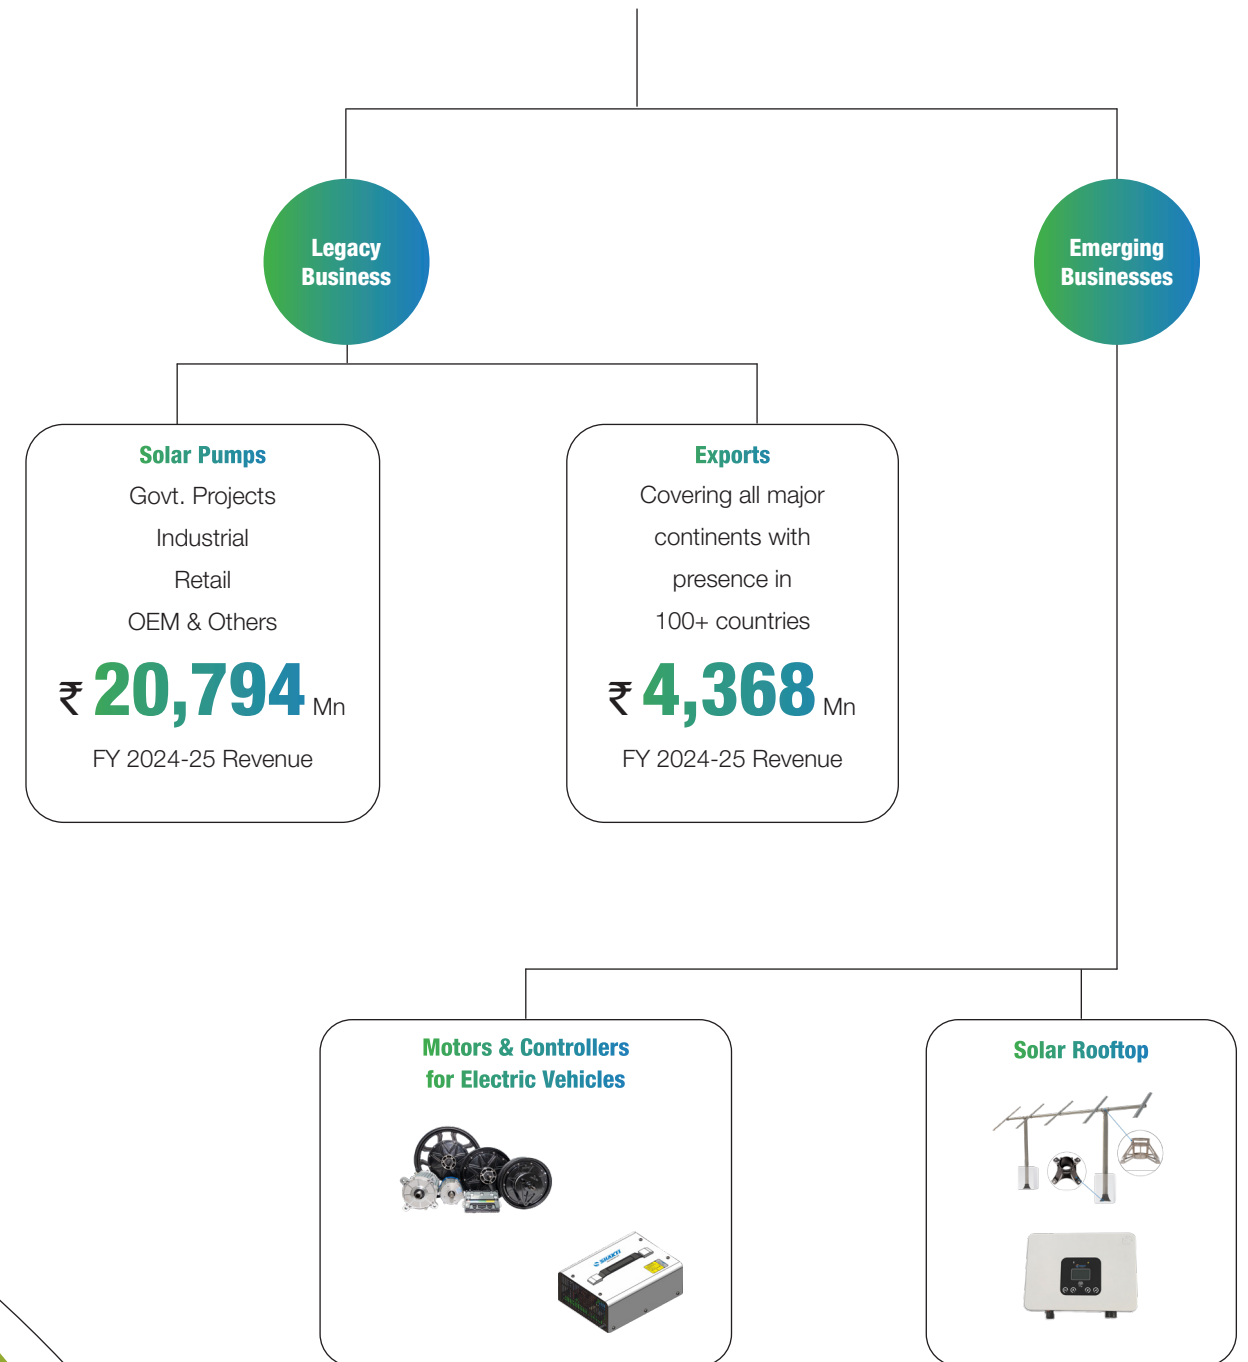 Legacy
Business
Emerging
Businesses
Solar Pumps
Govt. Projects
Industrial
Retail
OEM & Others
₹ 20,794 Mn
FY 2024-25 Revenue
Exports
Covering all major
continents with
presence in
100+ countries
₹ 4,368 Mn
FY 2024-25 Revenue
Motors & Controllers
for Electric Vehicles
SHAKTI
Solar Rooftop